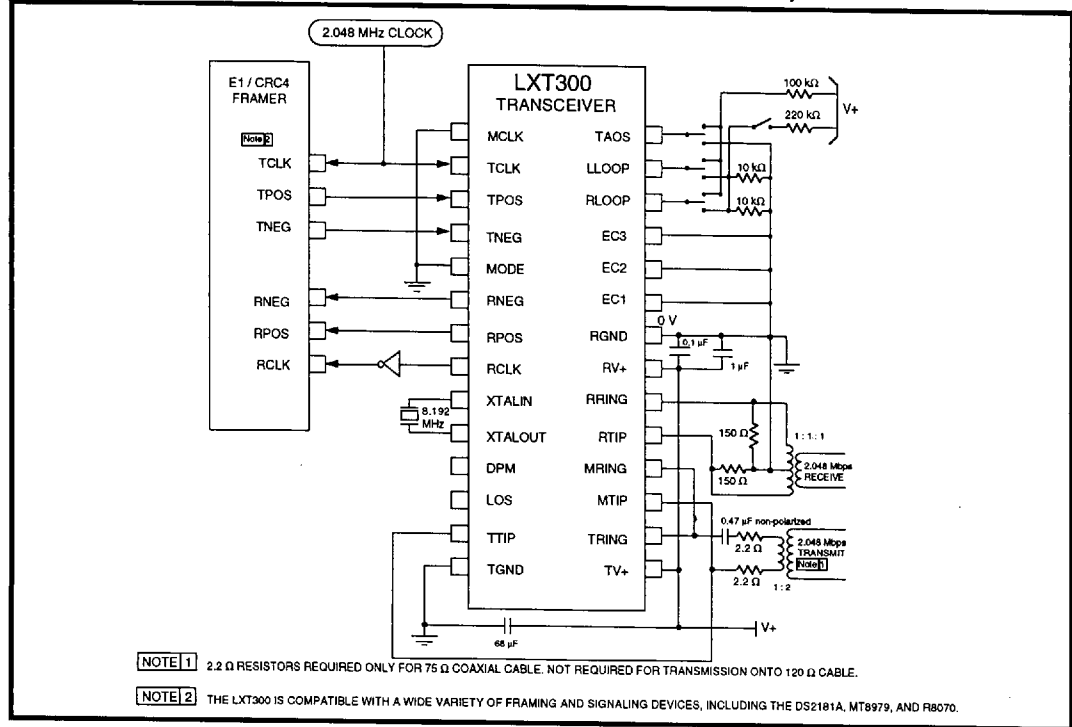 2.048 MHz CLOCK
E1 / CRC4
FRAMER
Note 2
TCLK
TPOS
TNEG
RNEG
RPOS
RCLK
LXT300
TRANSCEIVER
MCLK
TCLK
TPOS
TNEG
MODE
RNEG
RPOS
RCLK
XTALIN
XTALOUT
DPM
LOS
TTIP
TGND
TAOS
LLOOP
RLOOP
EC3
EC2
EC1
RGND
RV+
RRING
RTIP
MRING
MTIP
TRING
TV+
8.192
MHz
100 kΩ
220 kΩ
V+
10 kΩ
10 kΩ
0 V
0.1 µF
1 µF
150 Ω
150 Ω
1 : 1 : 1
2.048 Mbps
RECEIVE
0.47 µF non-polarized
2.2 Ω
2.2 Ω
1 : 2
2.048 Mbps
TRANSMIT
Note 1
68 µF
V+
NOTE 1 2.2 Ω RESISTORS REQUIRED ONLY FOR 75 Ω COAXIAL CABLE. NOT REQUIRED FOR TRANSMISSION ONTO 120 Ω CABLE.
NOTE 2 THE LXT300 IS COMPATIBLE WITH A WIDE VARIETY OF FRAMING AND SIGNALING DEVICES, INCLUDING THE DS2181A, MT8979, AND R8070.